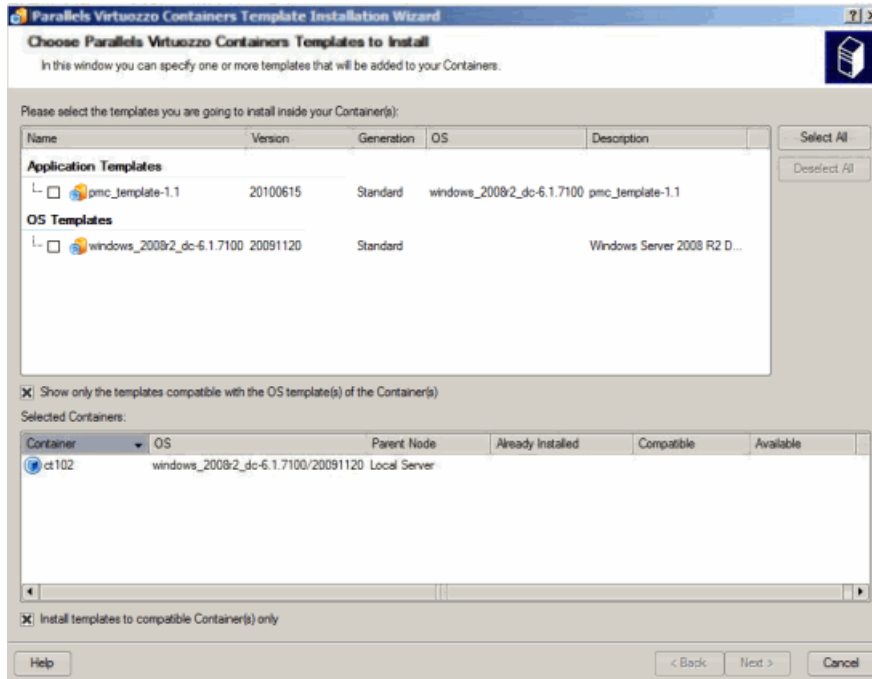 Parallels Virtuozzo Containers Template Installation Wizard
Choose Parallels Virtuozzo Containers Templates to Install
In this window you can specify one or more templates that will be added to your Containers.
Please select the templates you are going to install inside your Container(s):
Name Version Generation OS Description
Select All
Application Templates
Deselect All
pmc_template-1.1 20100615 Standard windows_2008r2_dc-6.1.7100 pmc_template-1.1
OS Templates
windows_2008r2_dc-6.1.7100 20091120 Standard Windows Server 2008 R2 D...
Show only the templates compatible with the OS template(s) of the Container(s)
Selected Containers:
Container OS Parent Node Already Installed Compatible Available
ct102 windows_2008r2_dc-6.1.7100/20091120 Local Server
Install templates to compatible Container(s) only
Help < Back Next > Cancel